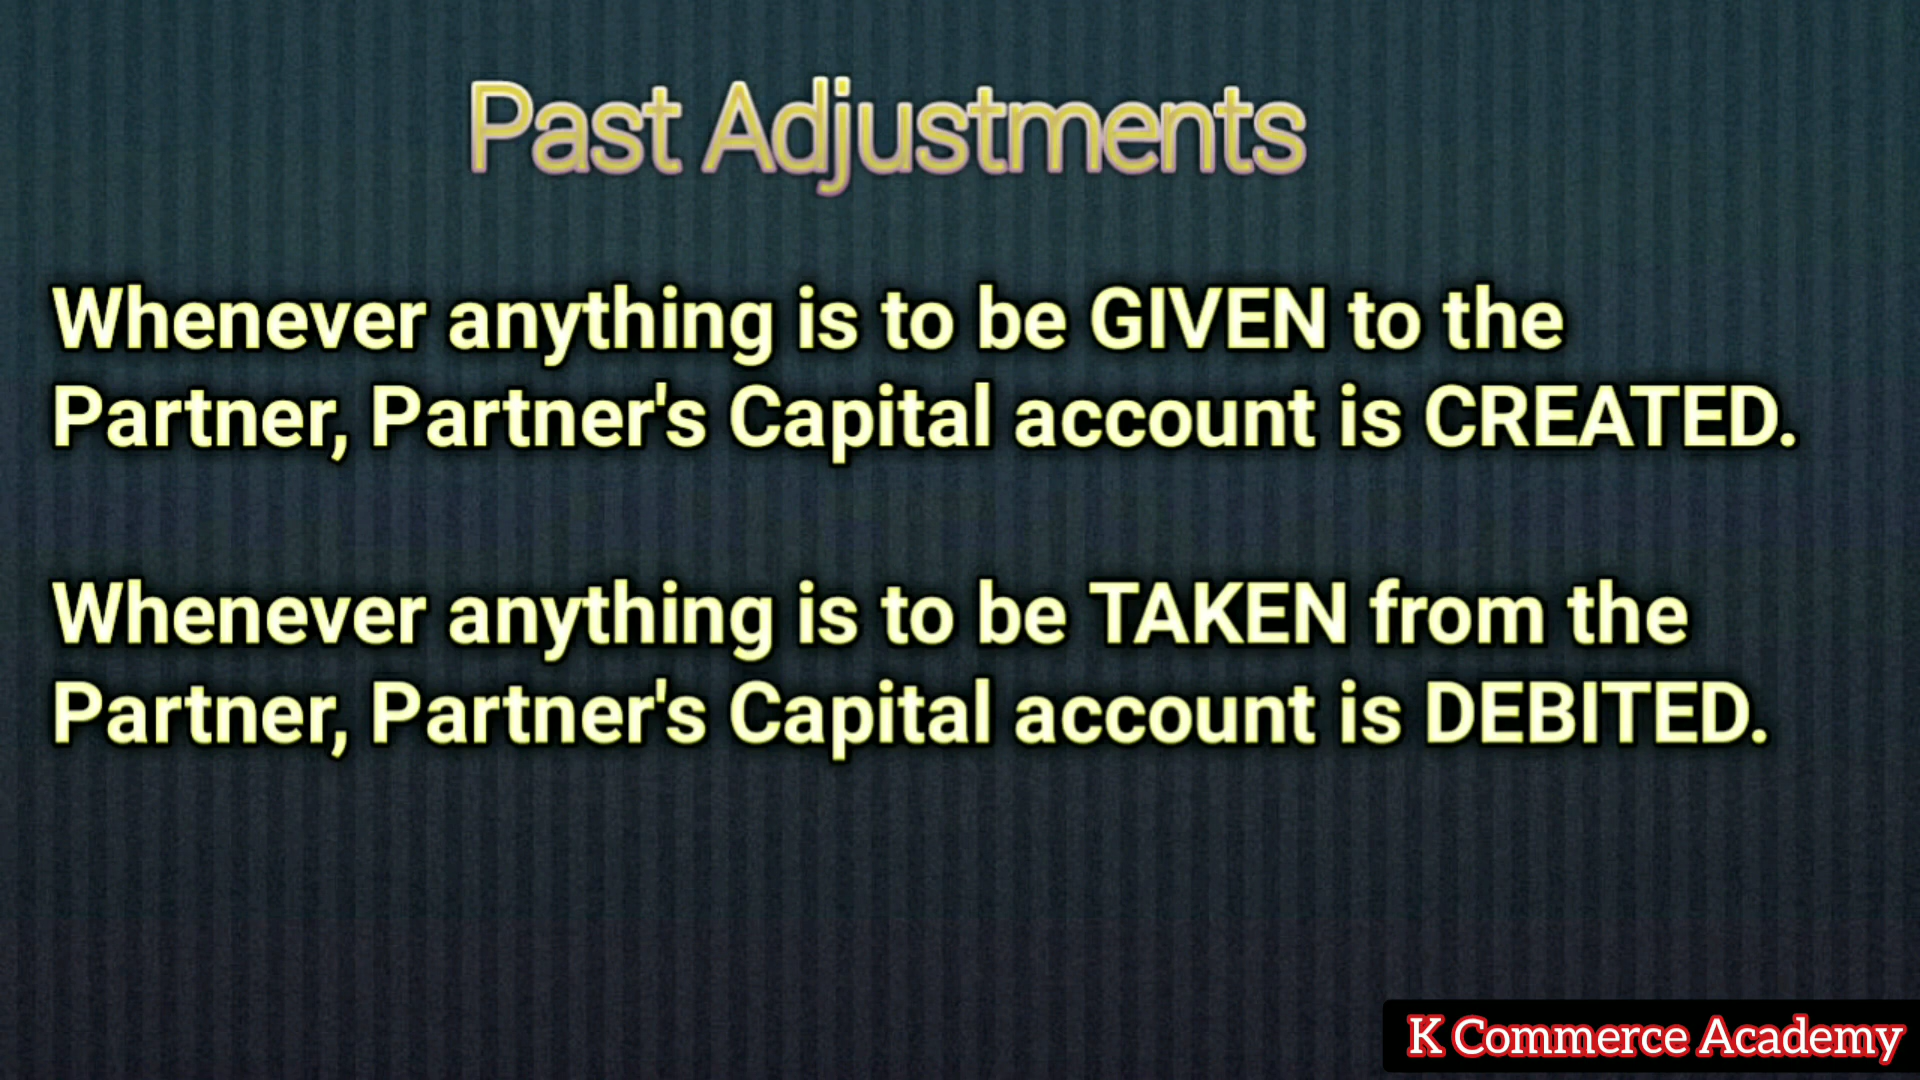 Past Adjustments
Whenever anything is to be GIVEN to the
Partner, Partner's Capital account is CREATED.
Whenever anything is to be TAKEN from the
Partner, Partner's Capital account is DEBITED.
K Commerce Academy